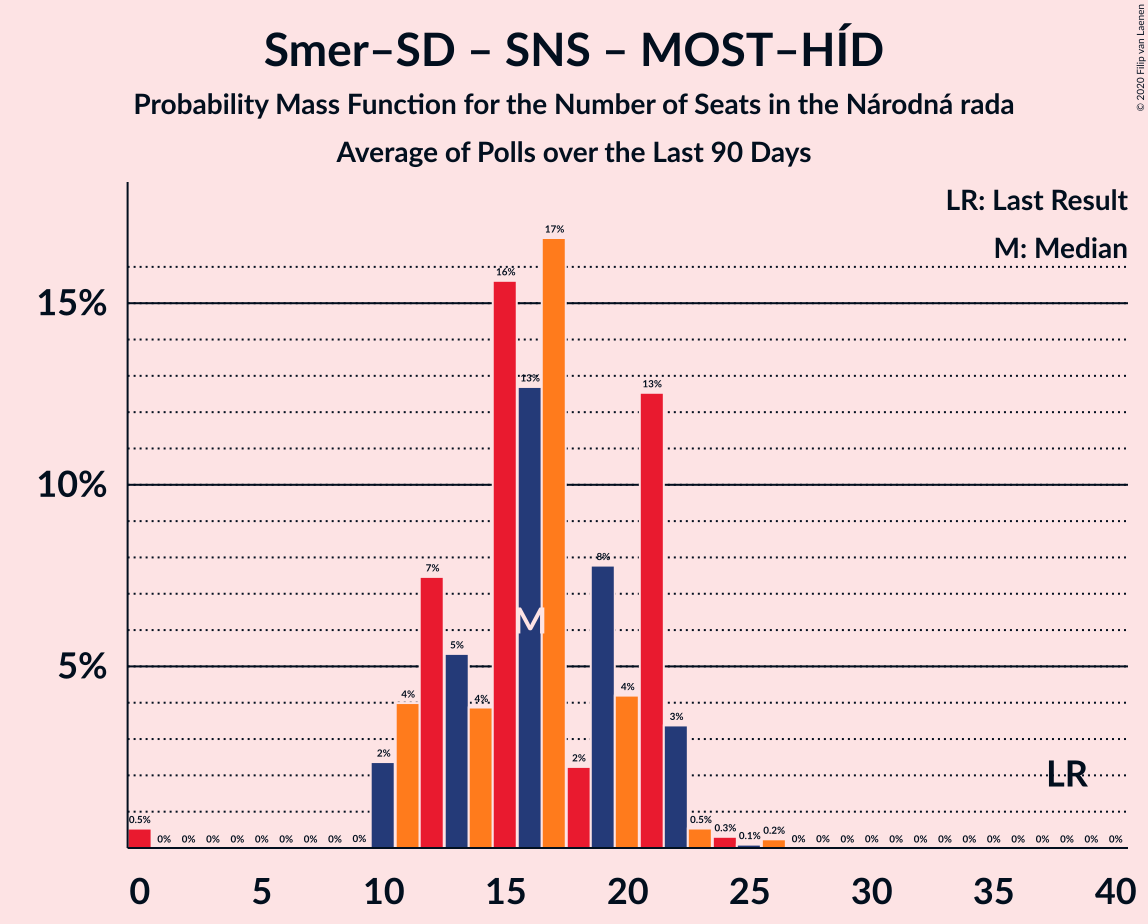 Smer–SD – SNS – MOST–HÍD
Probability Mass Function for the Number of Seats in the Národná rada
Average of Polls over the Last 90 Days
© 2020 Filip van Laenen
LR: Last Result
M: Median
17%
16%
15%
13%
13%
10%
8%
7%
M
5%
5%
4%
4%
4%
3%
2%
2%
LR
0.5% 0% 0% 0% 0% 0% 0% 0% 0% 0% 0.5% 0.3% 0.1% 0.2% 0% 0% 0% 0% 0% 0% 0% 0% 0% 0% 0% 0% 0% 0%
0 5 10 15 20 25 30 35 40